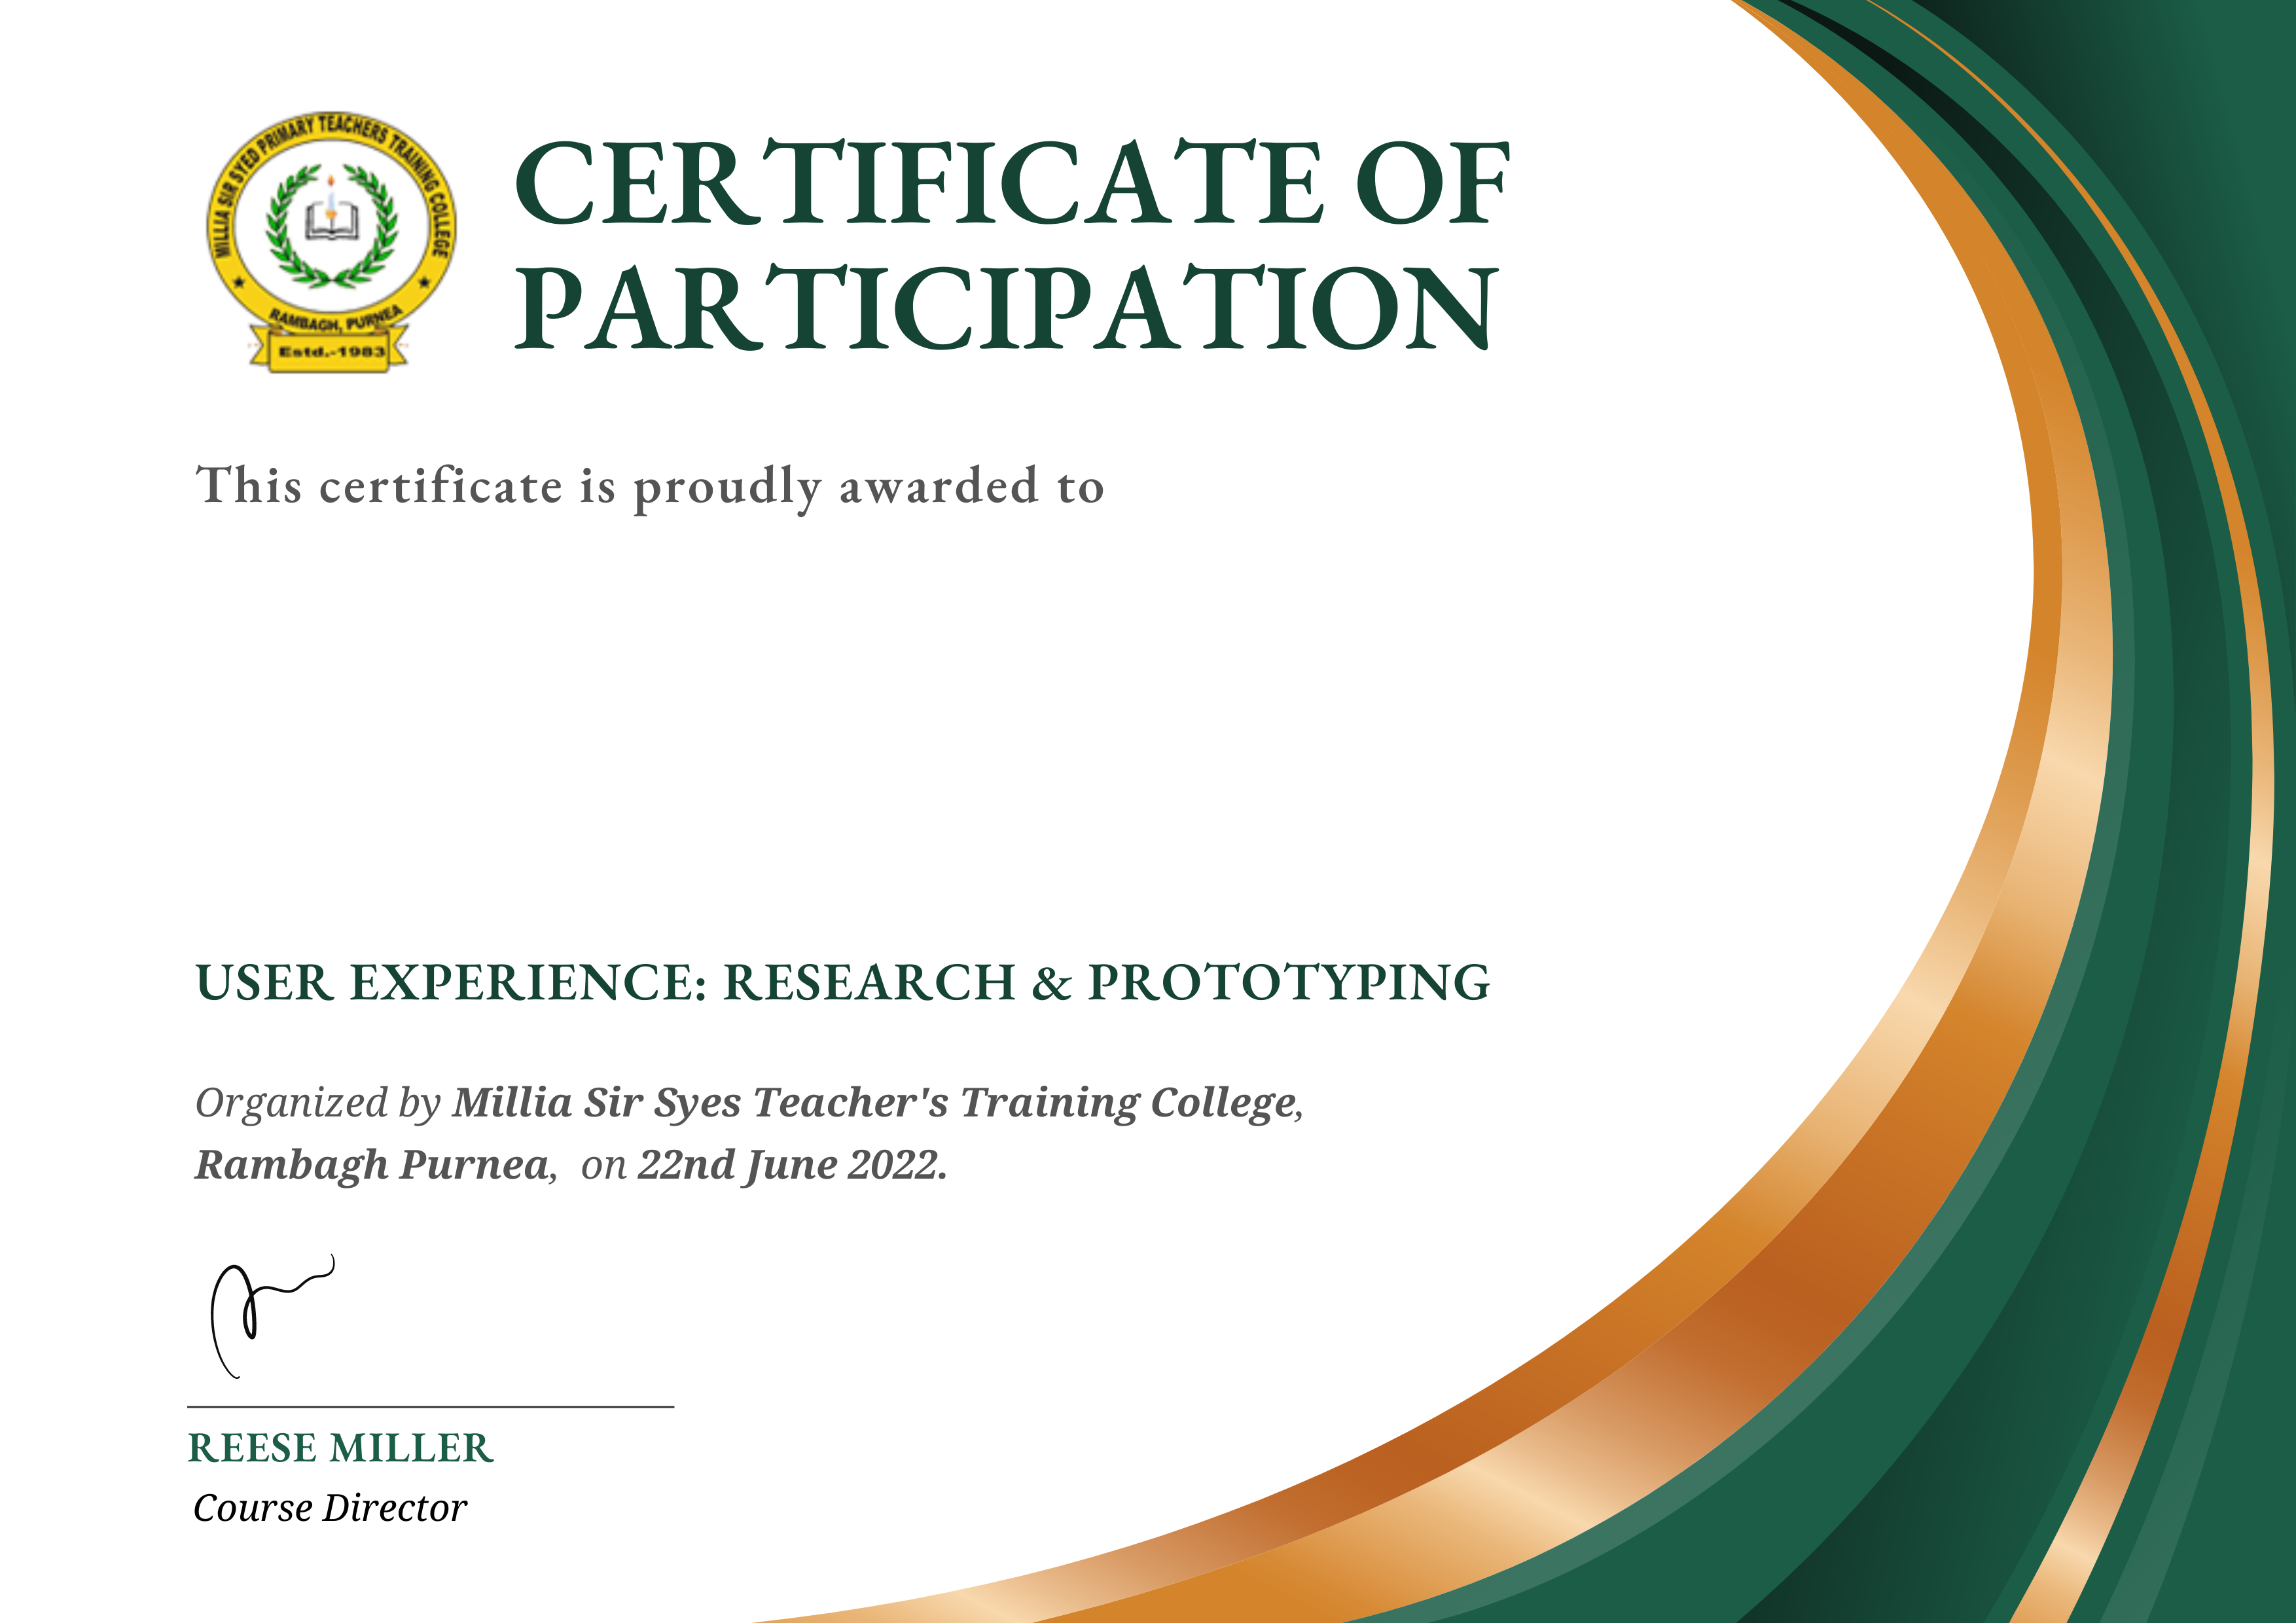 MILLIA SIR SYED PRIMARY TEACHERS TRAINING COLLEGE
RAMBAGH, PURNEA
Estd.-1983
CERTIFICATE OF
PARTICIPATION
This certificate is proudly awarded to
USER EXPERIENCE: RESEARCH & PROTOTYPING
Organized by Millia Sir Syes Teacher's Training College,
Rambagh Purnea, on 22nd June 2022.
REESE MILLER
Course Director